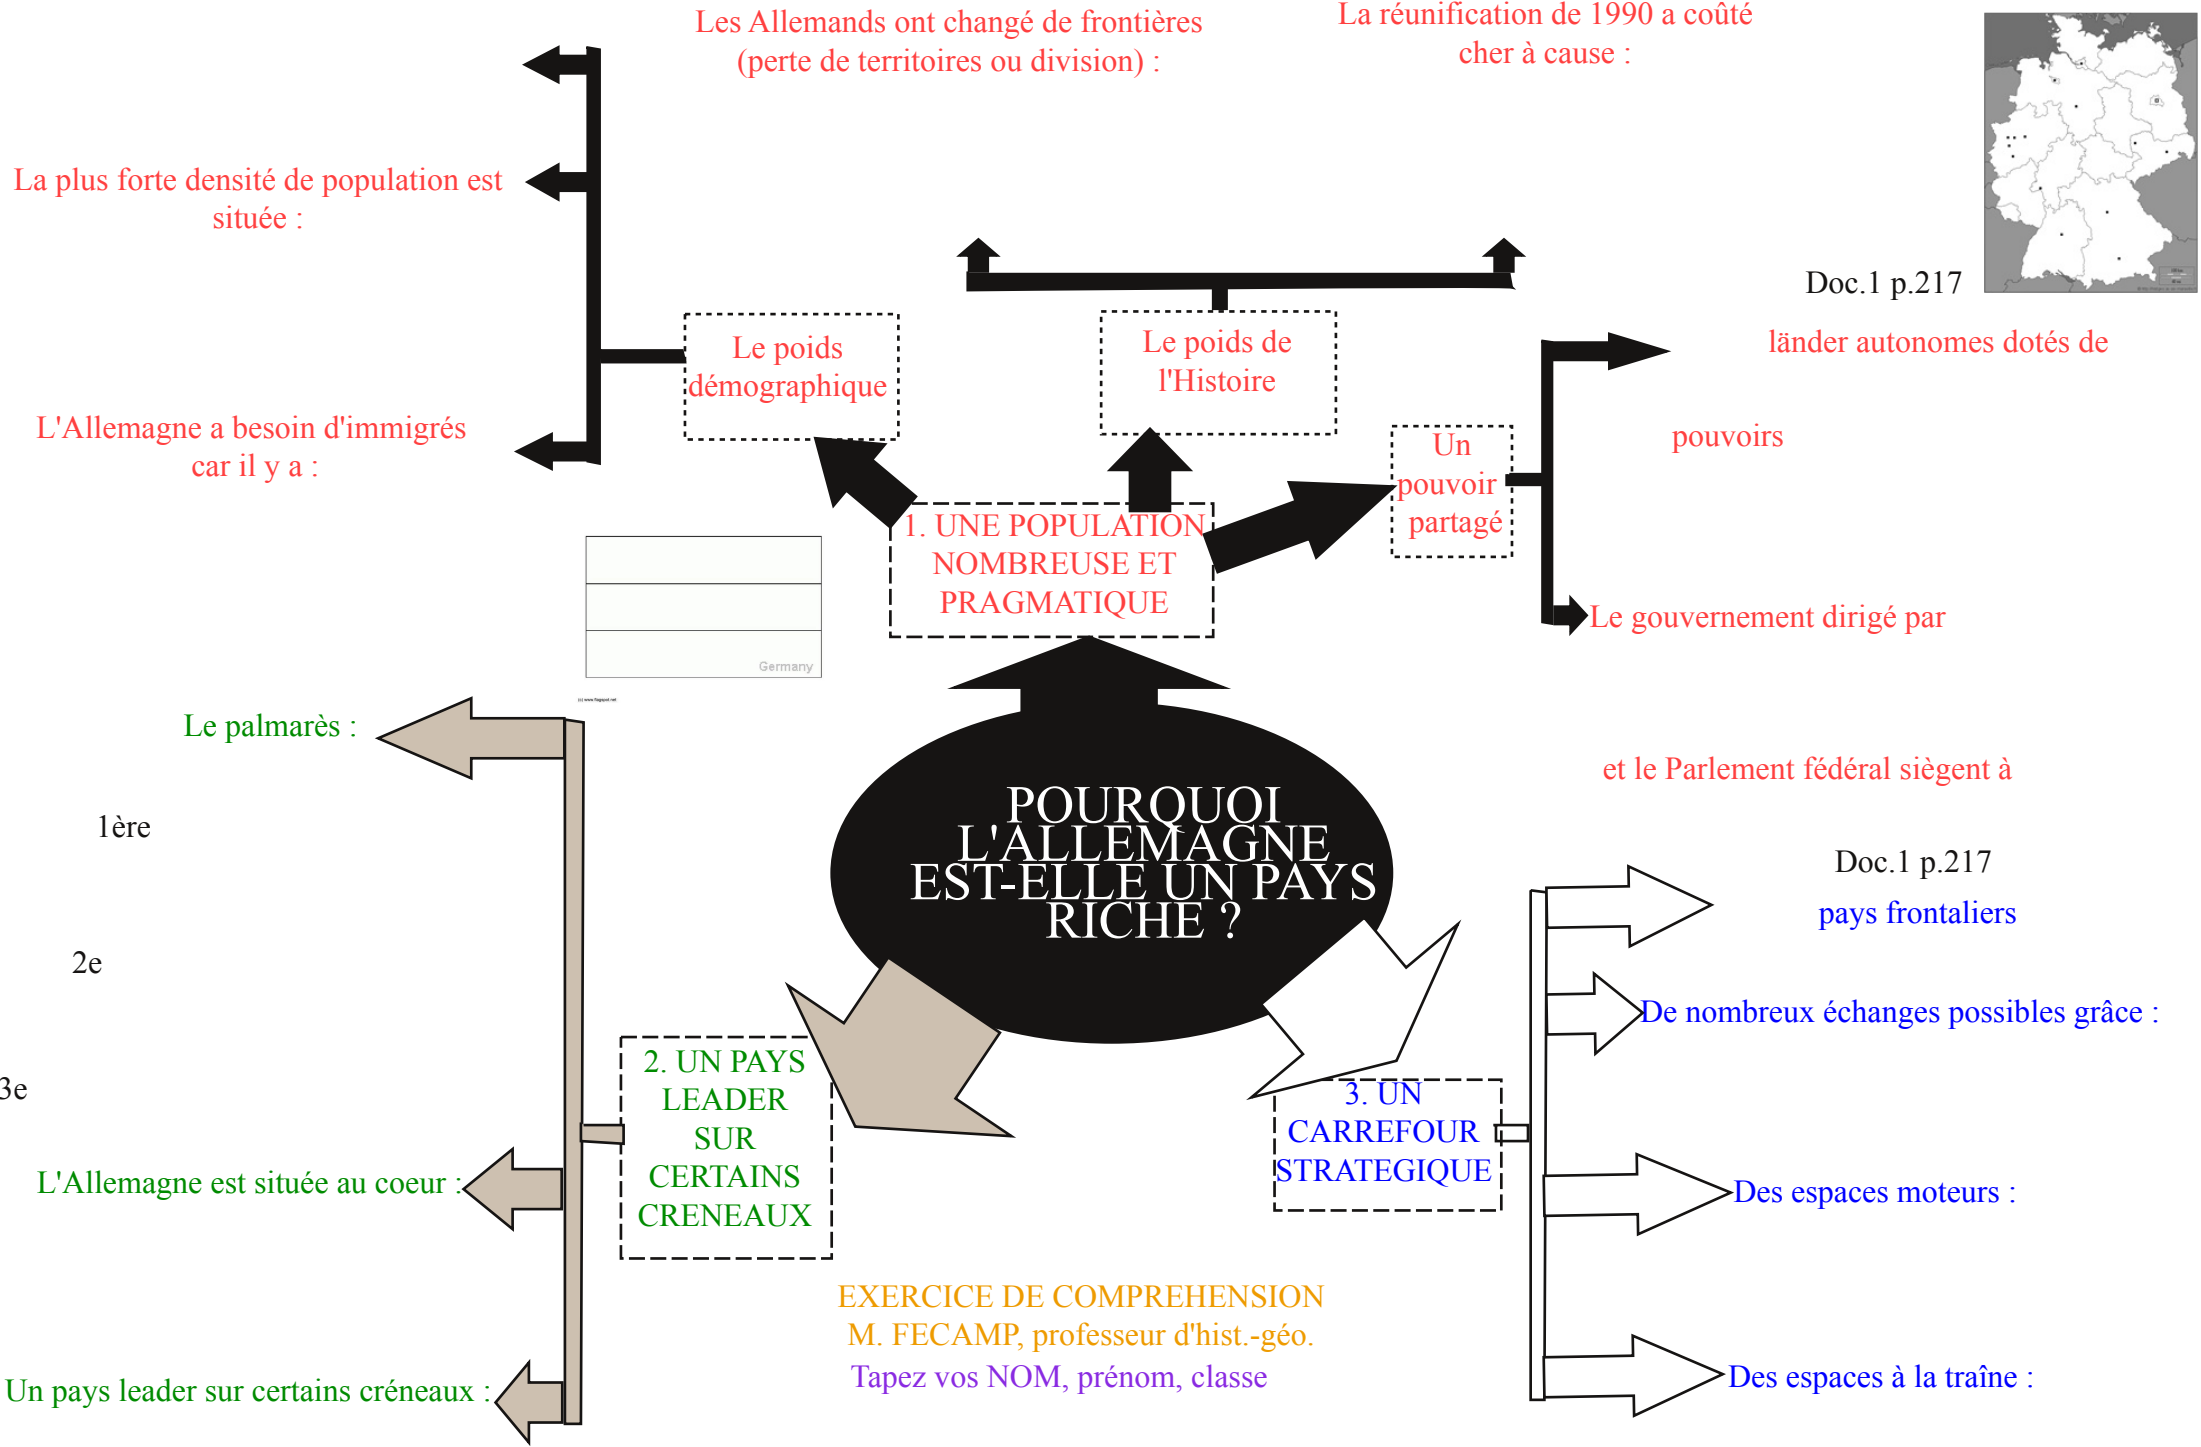 Les Allemands ont changé de frontières
(perte de territoires ou division) :
La réunification de 1990 a coûté
cher à cause :
La plus forte densité de population est
située :
Doc.1 p.217
Le poids
démographique
Le poids de
l'Histoire
länder autonomes dotés de
pouvoirs
L'Allemagne a besoin d'immigrés
car il y a :
Un
pouvoir
partagé
1. UNE POPULATION
NOMBREUSE ET
PRAGMATIQUE
Le gouvernement dirigé par
Germany
Le palmarès :
et le Parlement fédéral siègent à
1ère
2e
3e
POURQUOI
L'ALLEMAGNE
EST-ELLE UN PAYS
RICHE ?
Doc.1 p.217
pays frontaliers
De nombreux échanges possibles grâce :
2. UN PAYS
LEADER
SUR
CERTAINS
CRENEAUX
3. UN
CARREFOUR
STRATEGIQUE
L'Allemagne est située au coeur :
Des espaces moteurs :
Un pays leader sur certains créneaux :
Des espaces à la traîne :
EXERCICE DE COMPREHENSION
M. FECAMP, professeur d'hist.-géo.
Tapez vos NOM, prénom, classe